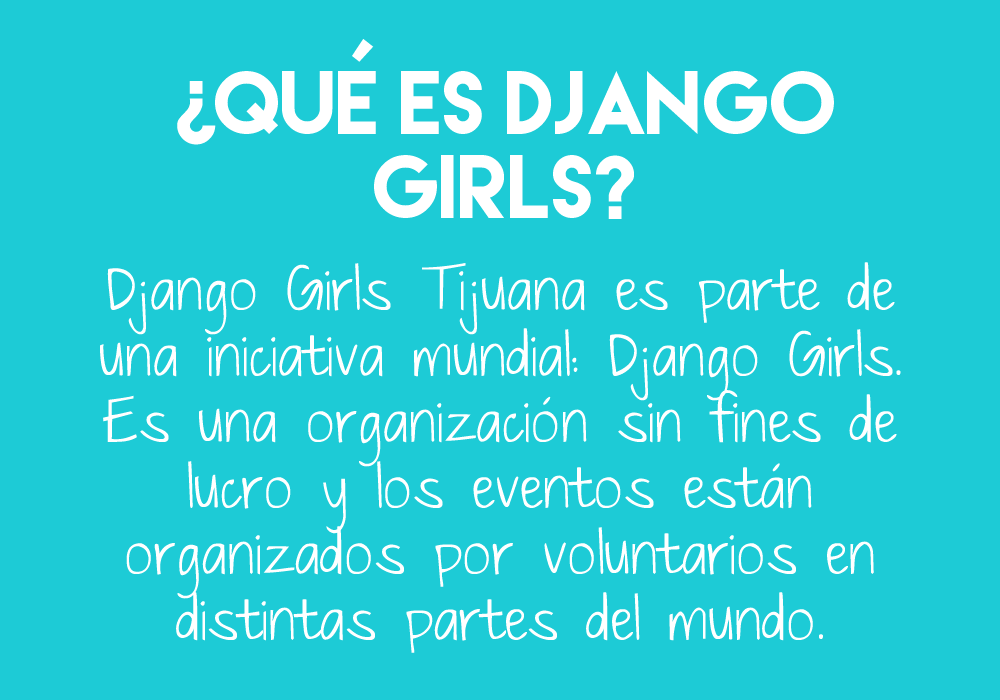 ¿QUÉ ES DJANGO
GIRLS?
Django Girls Tijuana es parte de
una iniciativa mundial: Django Girls.
Es una organización sin fines de
lucro y los eventos están
organizados por voluntarios en
distintas partes del mundo.